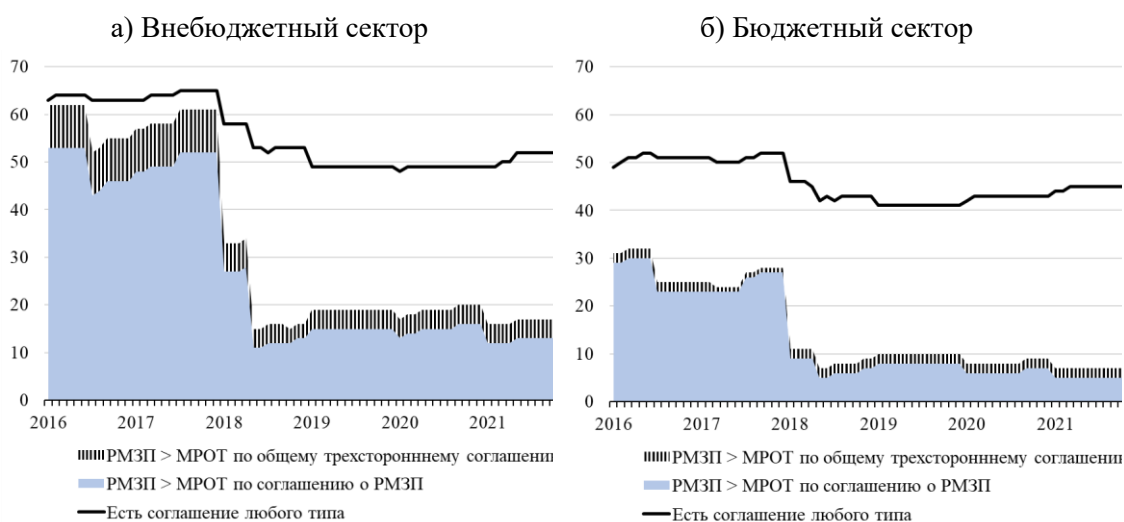 а) Внебюджетный сектор
70
60
50
40
30
20
10
0
2016 2017 2018 2019 2020 2021
РМЗП > МРОТ по общему трехсторонннему соглашени
РМЗП > МРОТ по соглашению о РМЗП
Есть соглашение любого типа
б) Бюджетный сектор
70
60
50
40
30
20
10
0
2016 2017 2018 2019 2020 2021
РМЗП > МРОТ по общему трехсторонннему соглашени
РМЗП > МРОТ по соглашению о РМЗП
Есть соглашение любого типа